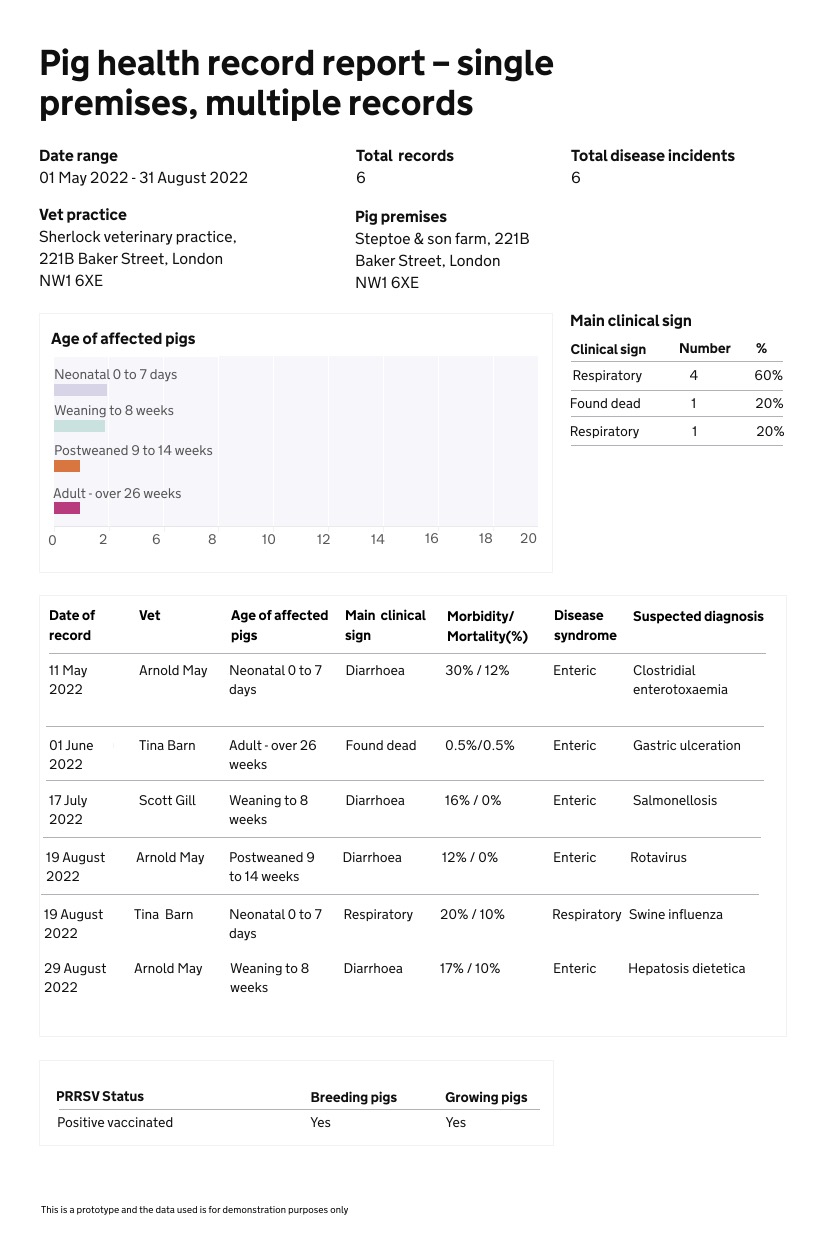 Pig health record report – single
premises, multiple records
Date range
01 May 2022 - 31 August 2022
Total records
6
Total disease incidents
6
Vet practice
Sherlock veterinary practice,
221B Baker Street, London
NW1 6XE
Pig premises
Steptoe & son farm, 221B
Baker Street, London
NW1 6XE
Age of affected pigs
Neonatal 0 to 7 days
Weaning to 8 weeks
Postweaned 9 to 14 weeks
Adult - over 26 weeks
0 2 6 8 10 12 14 16 18 20
Main clinical sign
Clinical sign Number %
Respiratory 4 60%
Found dead 1 20%
Respiratory 1 20%
Date of record Vet Age of affected pigs Main clinical sign Morbidity/ Mortality(%) Disease syndrome Suspected diagnosis
11 May 2022 Arnold May Neonatal 0 to 7 days Diarrhoea 30% / 12% Enteric Clostridial enterotoxaemia
01 June 2022 Tina Barn Adult - over 26 weeks Found dead 0.5%/0.5% Enteric Gastric ulceration
17 July 2022 Scott Gill Weaning to 8 weeks Diarrhoea 16% / 0% Enteric Salmonellosis
19 August 2022 Arnold May Postweaned 9 to 14 weeks Diarrhoea 12% / 0% Enteric Rotavirus
19 August 2022 Tina Barn Neonatal 0 to 7 days Respiratory 20% / 10% Respiratory Swine influenza
29 August 2022 Arnold May Weaning to 8 weeks Diarrhoea 17% / 10% Enteric Hepatosis dietetica
PRRSV Status Breeding pigs Growing pigs
Positive vaccinated Yes Yes
This is a prototype and the data used is for demonstration purposes only